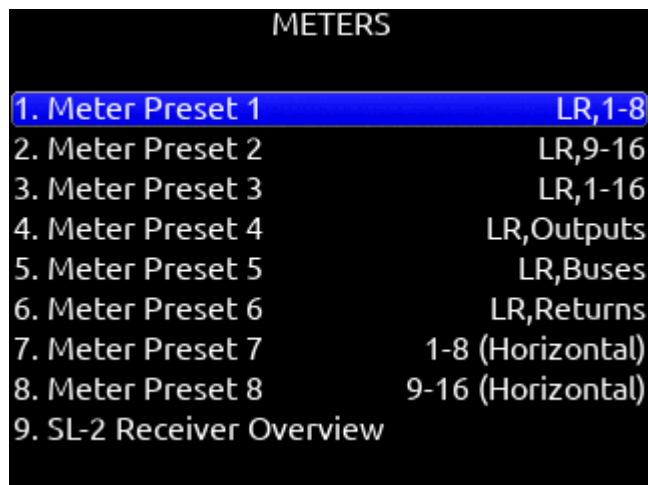 METERS
1. Meter Preset 1 LR,1-8
2. Meter Preset 2 LR,9-16
3. Meter Preset 3 LR,1-16
4. Meter Preset 4 LR,Outputs
5. Meter Preset 5 LR,Buses
6. Meter Preset 6 LR,Returns
7. Meter Preset 7 1-8 (Horizontal)
8. Meter Preset 8 9-16 (Horizontal)
9. SL-2 Receiver Overview